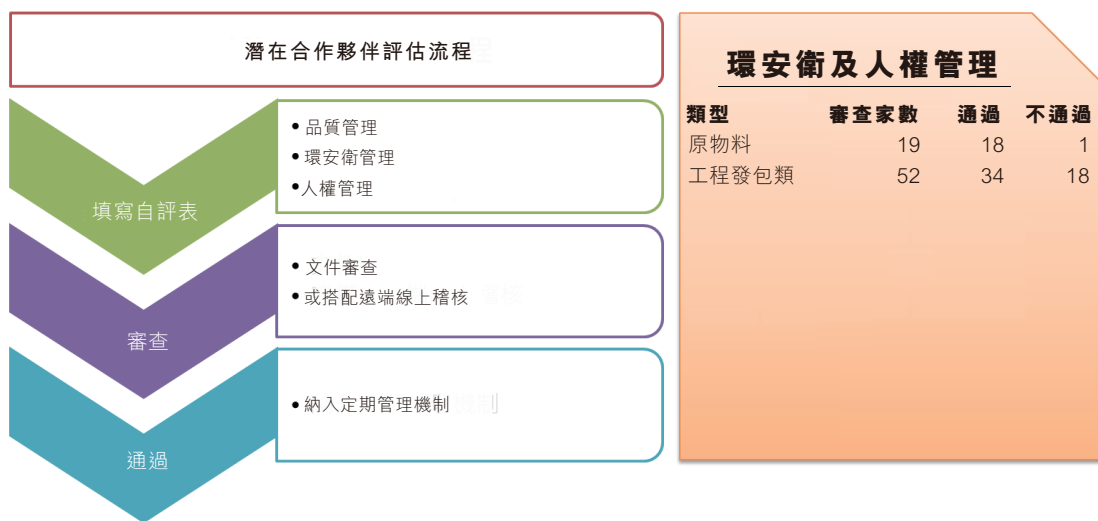 潛在合作夥伴評估流程
填寫自評表
• 品質管理
• 環安衛管理
•人權管理
審查
• 文件審查
• 或搭配遠端線上稽核
通過
• 納入定期管理機制
環安衛及人權管理
類型 審查家數 通過 不通過
原物料 19 18 1
工程發包類 52 34 18